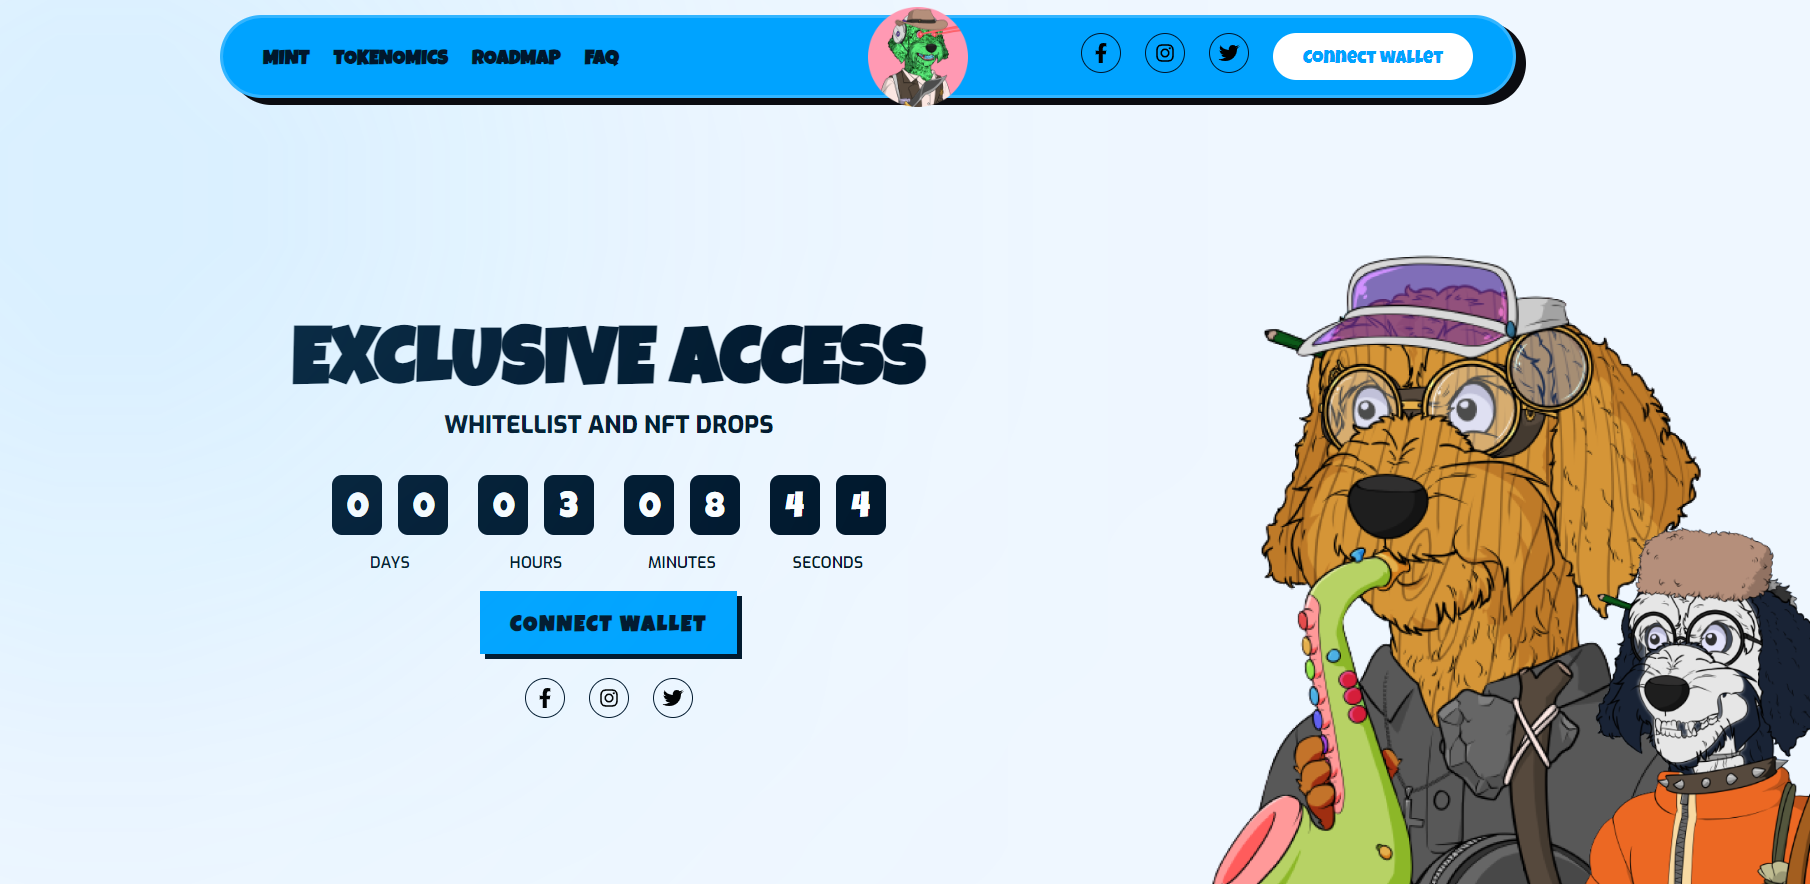 MINT TOKENOMICS ROADMAP FAQ Connect Wallet
EXCLUSIVE ACCESS
WHITELLIST AND NFT DROPS
0 0 0 3 0 8 4 4
DAYS HOURS MINUTES SECONDS
CONNECT WALLET